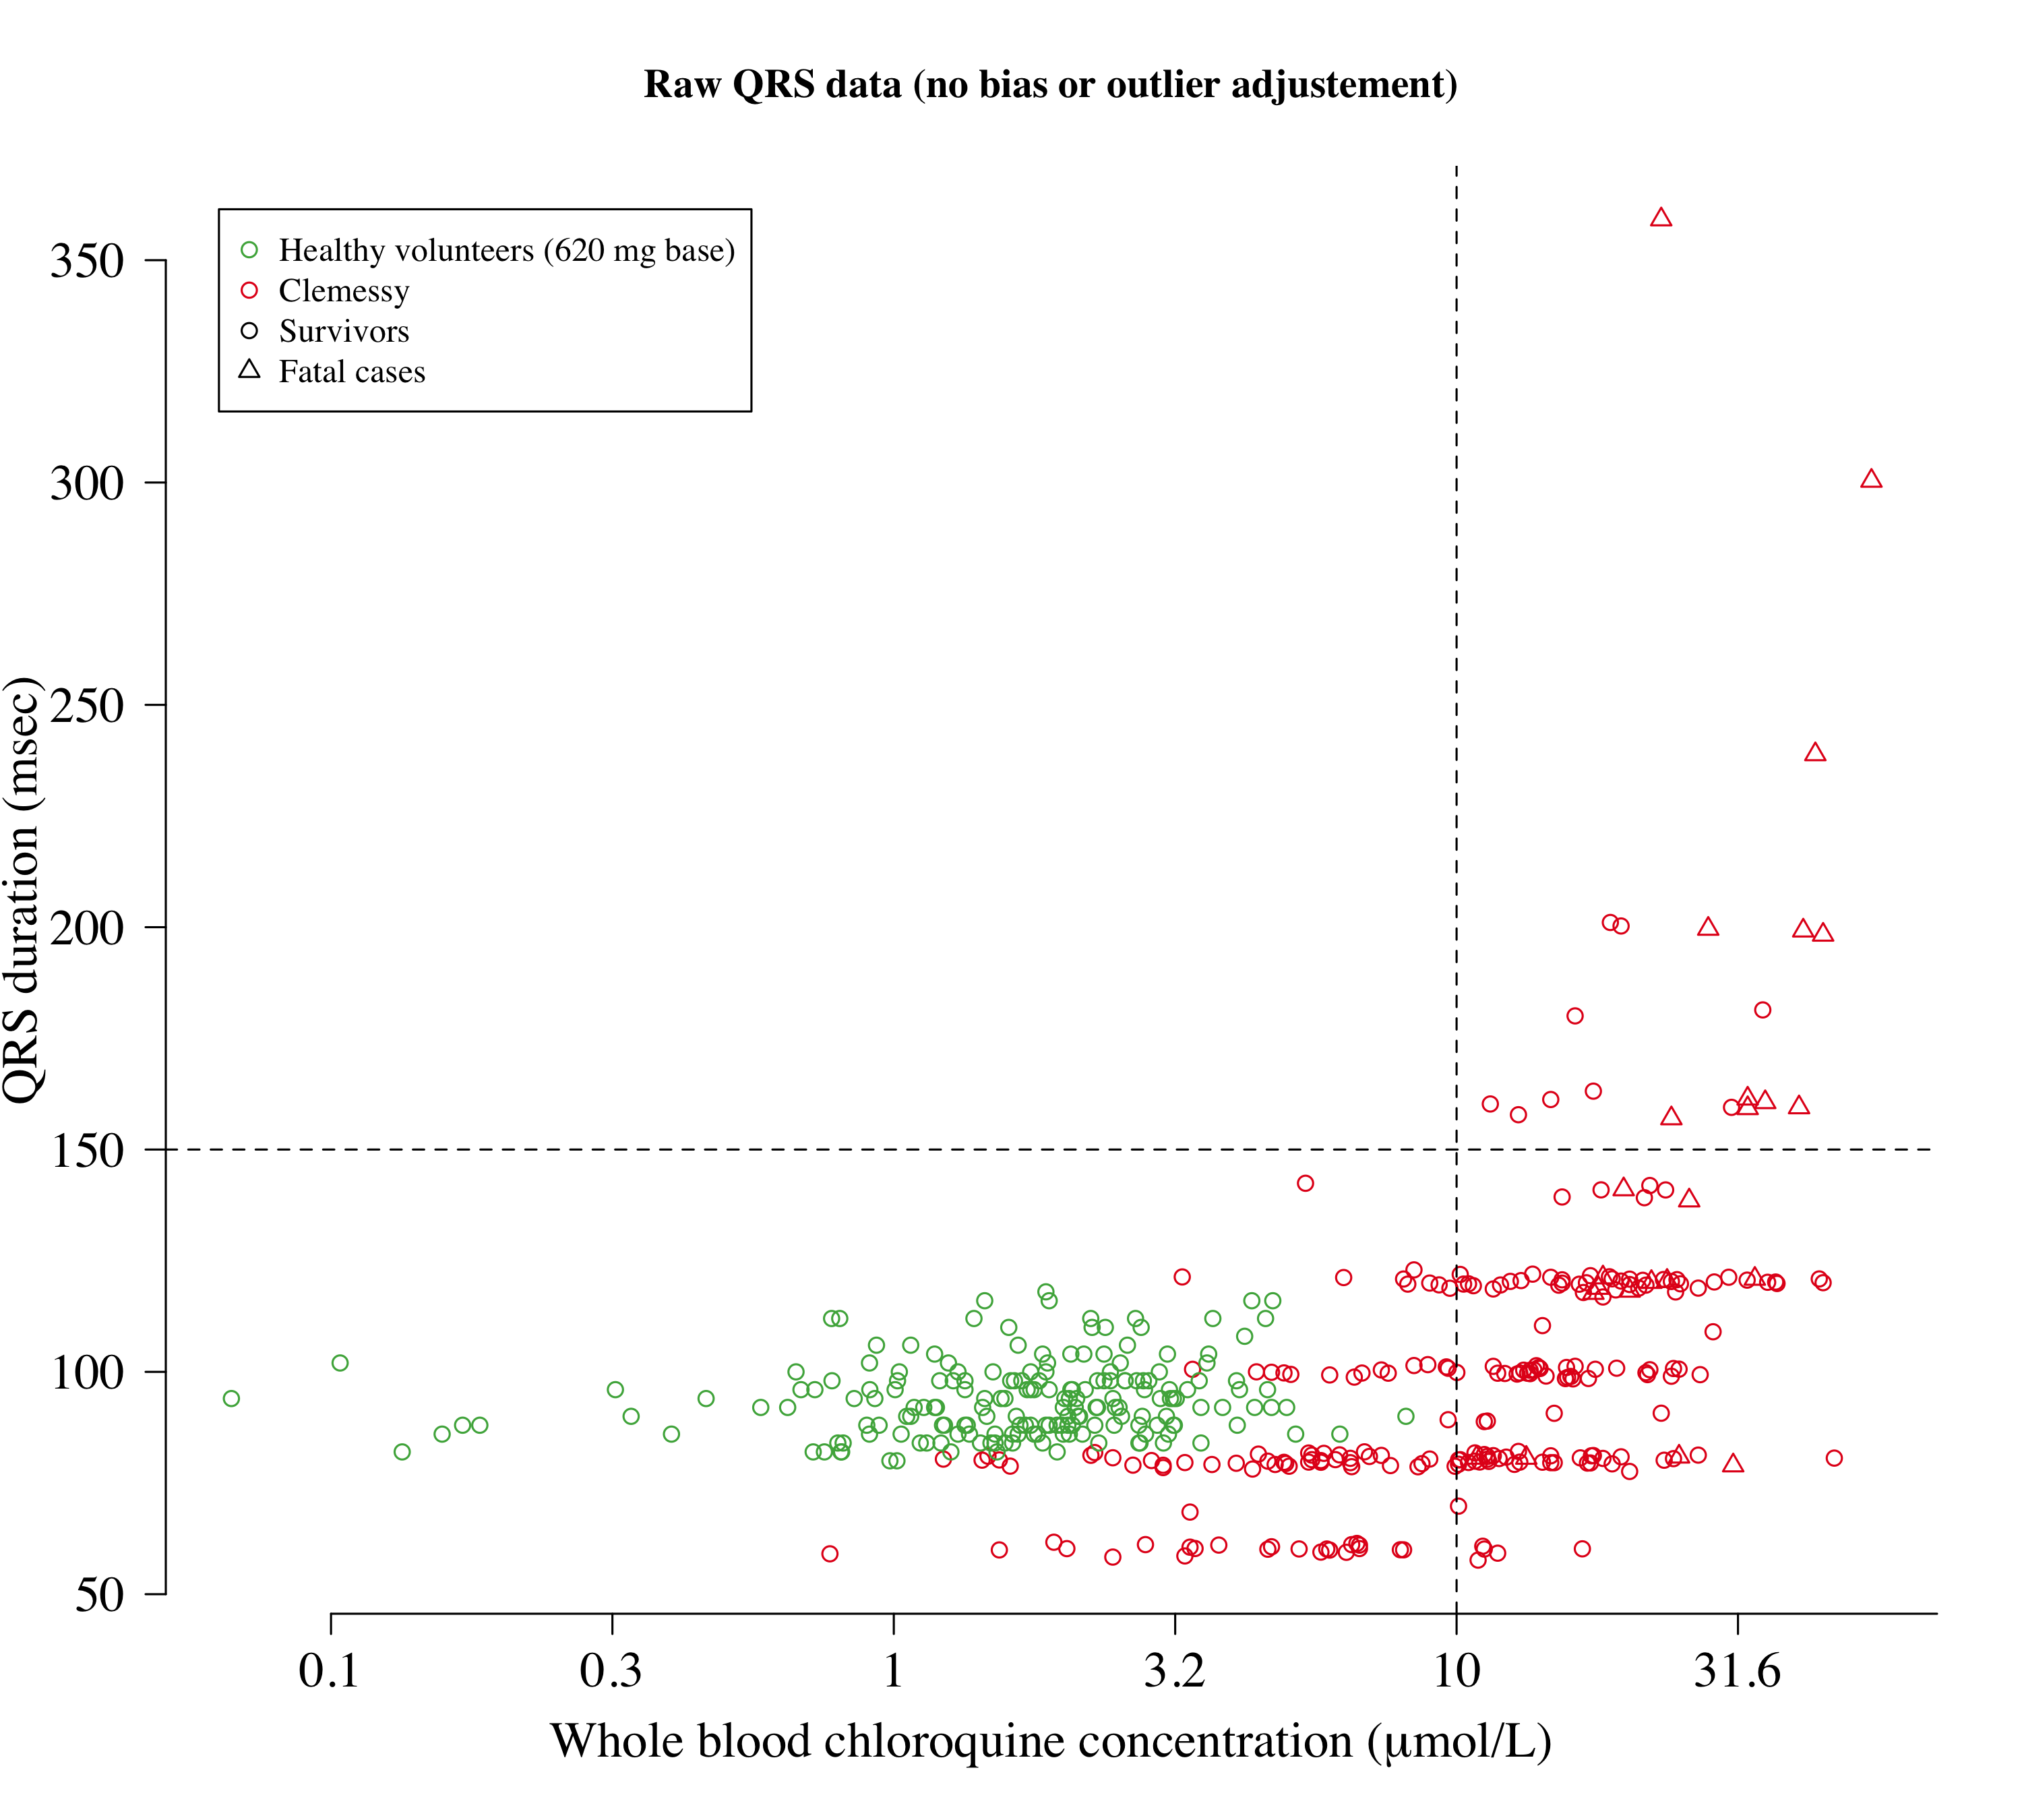 Raw QRS data (no bias or outlier adjustement)
Healthy volunteers (620 mg base)
Clemessy
Survivors
Fatal cases
350
300
250
200
150
100
50
QRS duration (msec)
0.1 0.3 1 3.2 10 31.6
Whole blood chloroquine concentration (μmol/L)